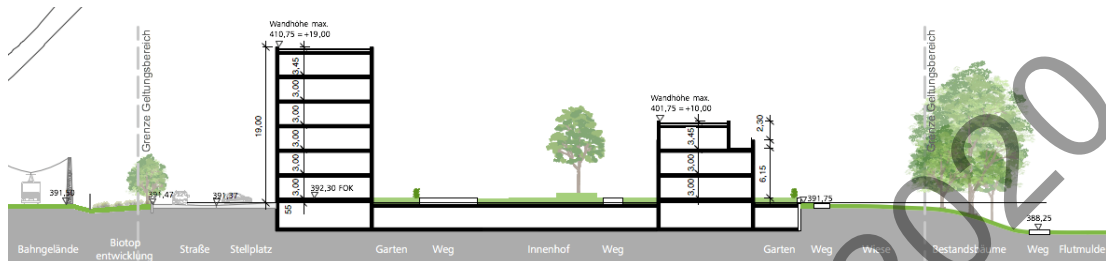 Wandhöhe max.
410,75 = +19,00
Grenze Geltungsbereich
3,45
3,00
3,00
3,00
3,00
3,00
19,00
392,30 FOK
55
391,50
391,47
391,37
Wandhöhe max.
401,75 = +10,00
3,45
3,00
3,00
2,30
6,15
391,75
Grenze Geltungsbereich
388,25
2020
Bahngelände
Biotop
entwicklung
Straße
Stellplatz
Garten
Weg
Innenhof
Weg
Garten
Weg
Wiese
Bestandsbäume
Weg
Flutmulde